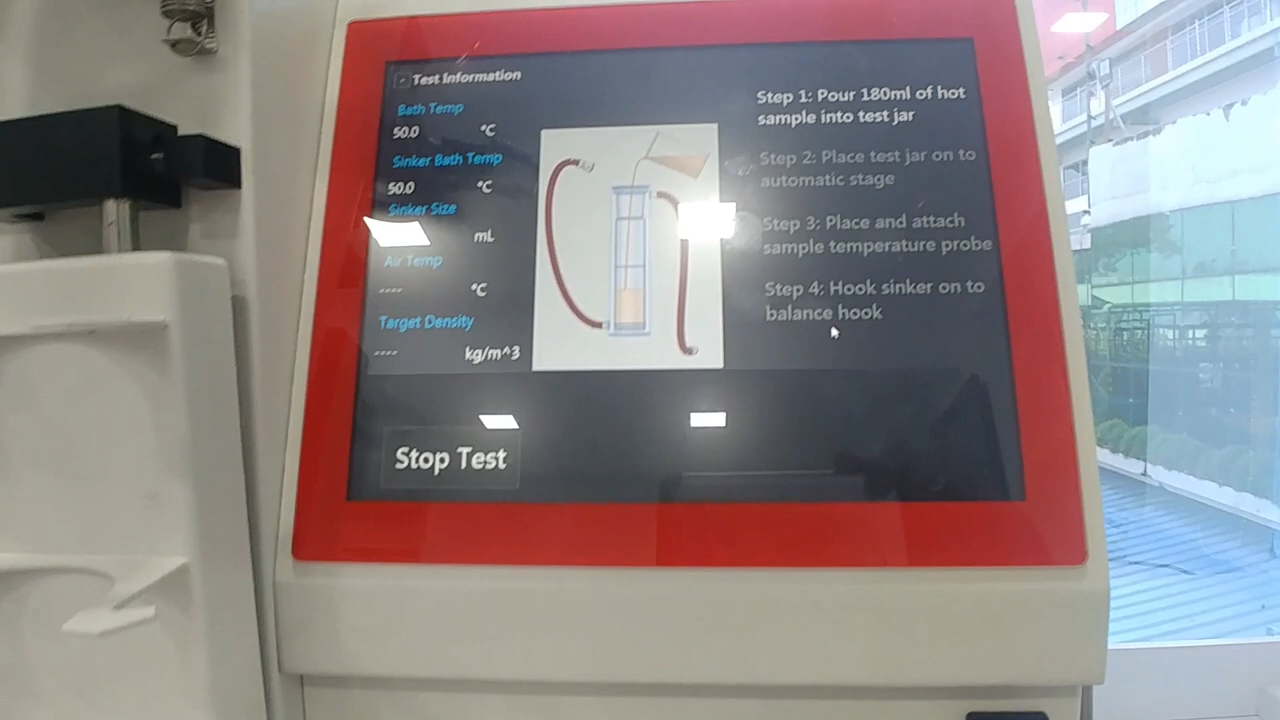 Test Information
Bath Temp
50.0 °C
Sinker Bath Temp
50.0 °C
Sinker Size
mL
Air Temp
---- °C
Target Density
---- kg/m^3
Stop Test
Step 1: Pour 180ml of hot
sample into test jar
Step 2: Place test jar on to
automatic stage
Step 3: Place and attach
sample temperature probe
Step 4: Hook sinker on to
balance hook